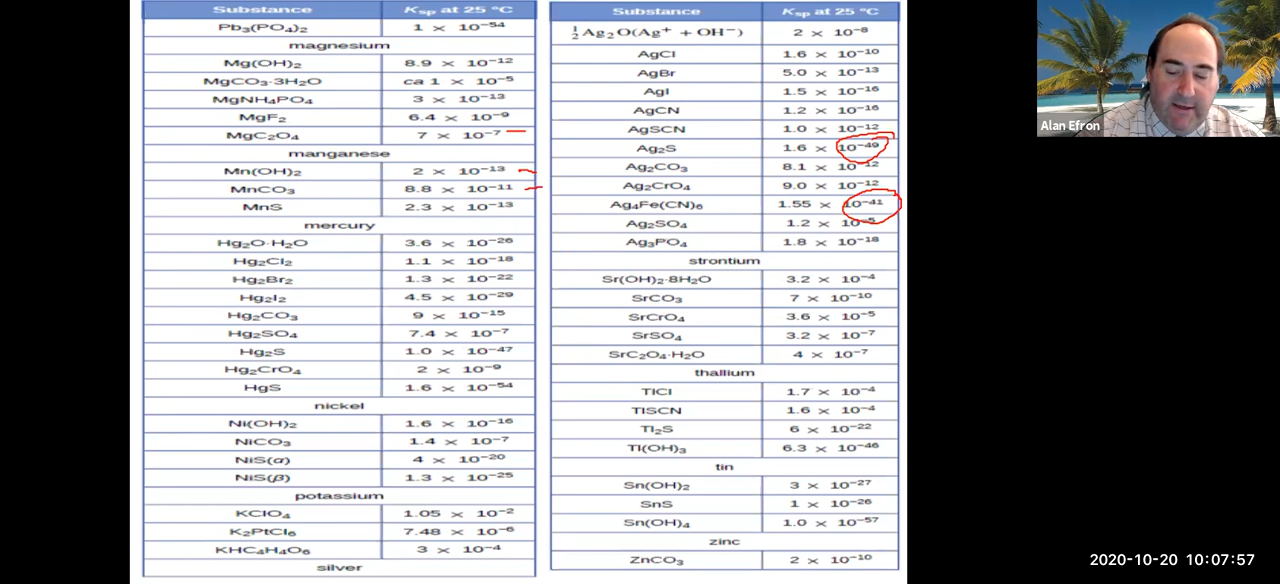 Substance Ksp at 25 °C
Pb₃(PO₄)₂ 1 × 10⁻⁵⁴
magnesium
Mg(OH)₂ 8.9 × 10⁻¹²
MgCO₃·3H₂O ca 1 × 10⁻⁵
MgNH₄PO₄ 3 × 10⁻¹³
MgF₂ 6.4 × 10⁻⁹
MgC₂O₄ 7 × 10⁻⁷
manganese
Mn(OH)₂ 2 × 10⁻¹³
MnCO₃ 8.8 × 10⁻¹¹
MnS 2.3 × 10⁻¹³
mercury
Hg₂O·H₂O 3.6 × 10⁻²⁶
Hg₂Cl₂ 1.1 × 10⁻¹⁸
Hg₂Br₂ 1.3 × 10⁻²²
Hg₂I₂ 4.5 × 10⁻²⁹
Hg₂CO₃ 9 × 10⁻¹⁵
Hg₂SO₄ 7.4 × 10⁻⁷
Hg₂S 1.0 × 10⁻⁴⁷
Hg₂CrO₄ 2 × 10⁻⁹
HgS 1.6 × 10⁻⁵⁴
nickel
Ni(OH)₂ 1.6 × 10⁻¹⁶
NiCO₃ 1.4 × 10⁻⁷
NiS(α) 4 × 10⁻²⁰
NiS(β) 1.3 × 10⁻²⁵
potassium
KClO₄ 1.05 × 10⁻²
K₂PtCl₆ 7.48 × 10⁻⁶
KHC₄H₄O₆ 3 × 10⁻⁴
silver
Substance Ksp at 25 °C
½Ag₂O(Ag⁺ + OH⁻) 2 × 10⁻⁸
AgCl 1.6 × 10⁻¹⁰
AgBr 5.0 × 10⁻¹³
AgI 1.5 × 10⁻¹⁶
AgCN 1.2 × 10⁻¹⁶
AgSCN 1.0 × 10⁻¹²
Ag₂S 1.6 × 10⁻⁴⁹
Ag₂CO₃ 8.1 × 10⁻¹²
Ag₂CrO₄ 9.0 × 10⁻¹²
Ag₄Fe(CN)₆ 1.55 × 10⁻⁴¹
Ag₂SO₄ 1.2 × 10⁻⁵
Ag₃PO₄ 1.8 × 10⁻¹⁸
strontium
Sr(OH)₂·8H₂O 3.2 × 10⁻⁴
SrCO₃ 7 × 10⁻¹⁰
SrCrO₄ 3.6 × 10⁻⁵
SrSO₄ 3.2 × 10⁻⁷
SrC₂O₄·H₂O 4 × 10⁻⁷
thallium
TlCl 1.7 × 10⁻⁴
TlSCN 1.6 × 10⁻⁴
Tl₂S 6 × 10⁻²²
Tl(OH)₃ 6.3 × 10⁻⁴⁶
tin
Sn(OH)₂ 3 × 10⁻²⁷
SnS 1 × 10⁻²⁶
Sn(OH)₄ 1.0 × 10⁻⁵⁷
zinc
ZnCO₃ 2 × 10⁻¹⁰
Alan Efron
2020-10-20 10:07:57